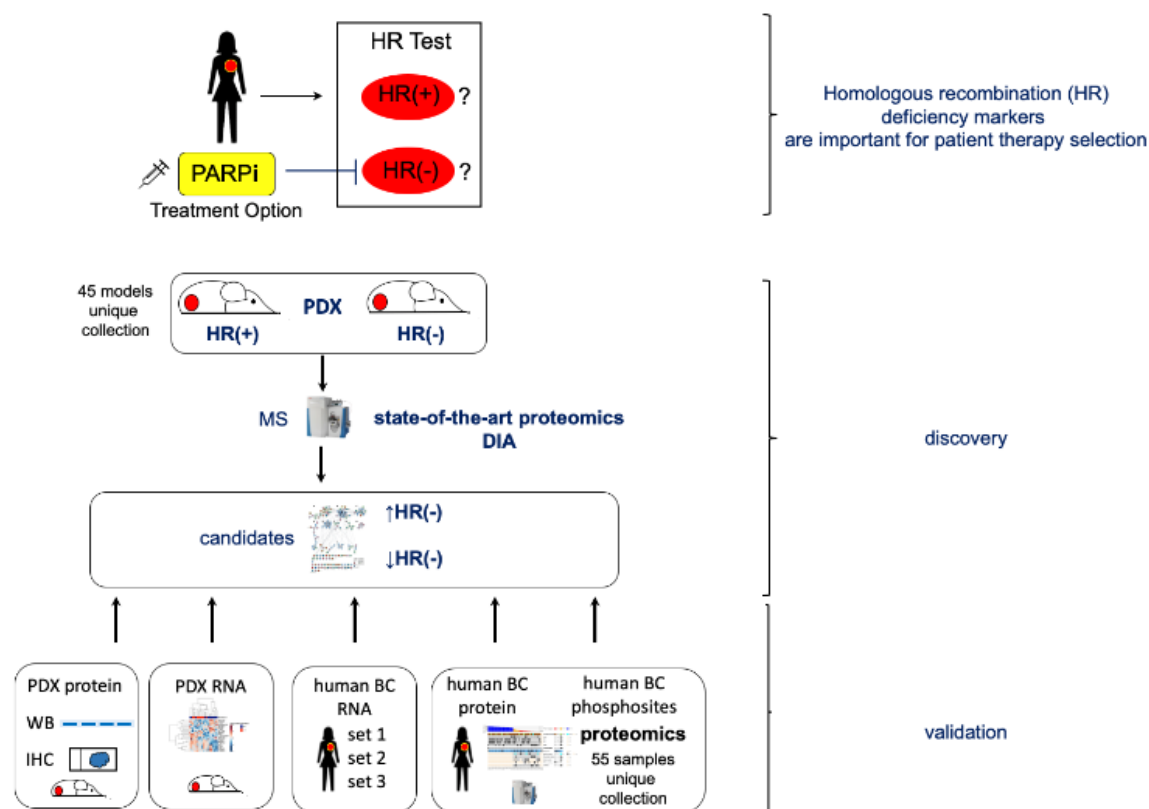 HR Test
HR(+) ?
HR(-) ?
PARPi
Treatment Option
Homologous recombination (HR)
deficiency markers
are important for patient therapy selection
45 models
unique
collection
PDX
HR(+)
HR(-)
MS
state-of-the-art proteomics
DIA
discovery
candidates
↑HR(-)
↓HR(-)
PDX protein
WB
IHC
PDX RNA
human BC
RNA
set 1
set 2
set 3
human BC
protein
human BC
phosphosites
proteomics
55 samples
unique
collection
validation